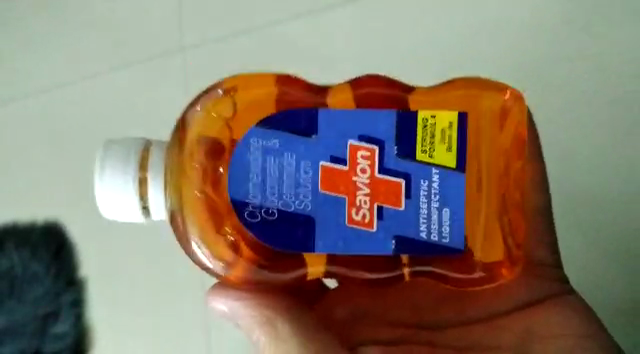 Chlorhexidine
Gluconate &
Cetrimide
Solution
Savlon
STRONG
FORMULA
ANTISEPTIC
DISINFECTANT
LIQUID